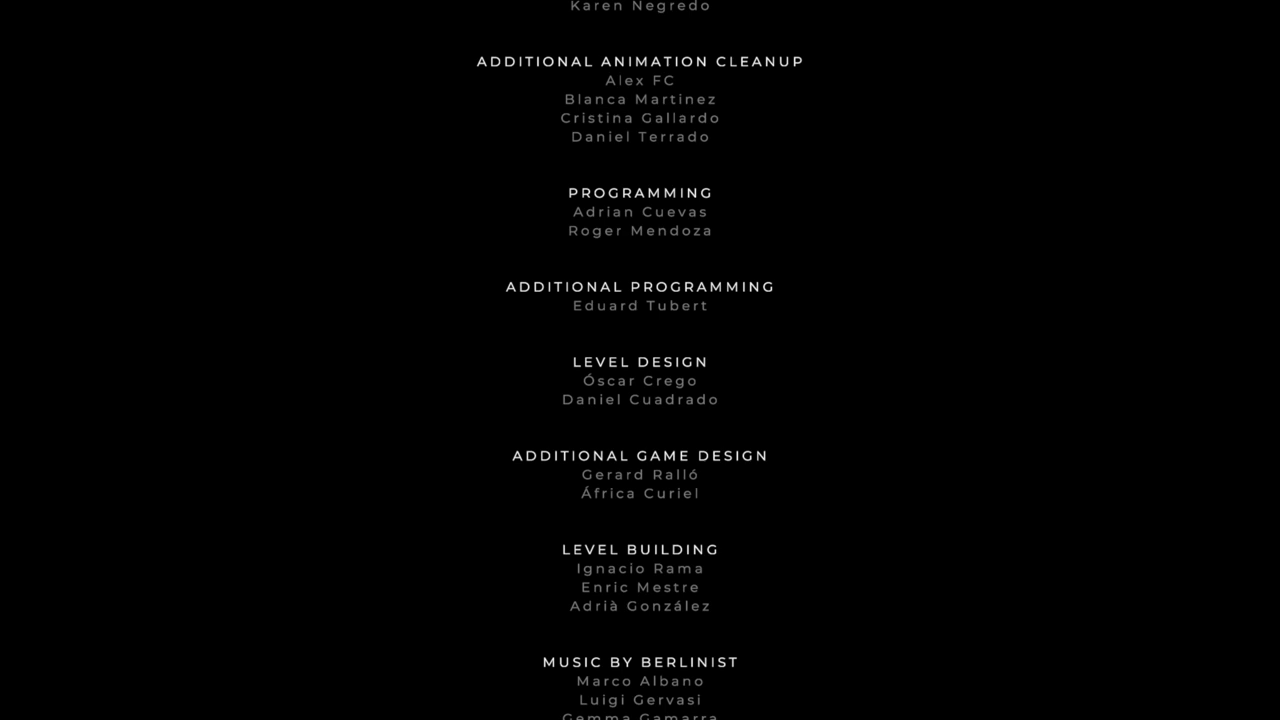 Karen Negredo
ADDITIONAL ANIMATION CLEANUP
Alex FC
Blanca Martinez
Cristina Gallardo
Daniel Terrado
PROGRAMMING
Adrian Cuevas
Roger Mendoza
ADDITIONAL PROGRAMMING
Eduard Tubert
LEVEL DESIGN
Óscar Crego
Daniel Cuadrado
ADDITIONAL GAME DESIGN
Gerard Ralló
África Curiel
LEVEL BUILDING
Ignacio Rama
Enric Mestre
Adrià González
MUSIC BY BERLINIST
Marco Albano
Luigi Gervasi
Gemma Gamarra